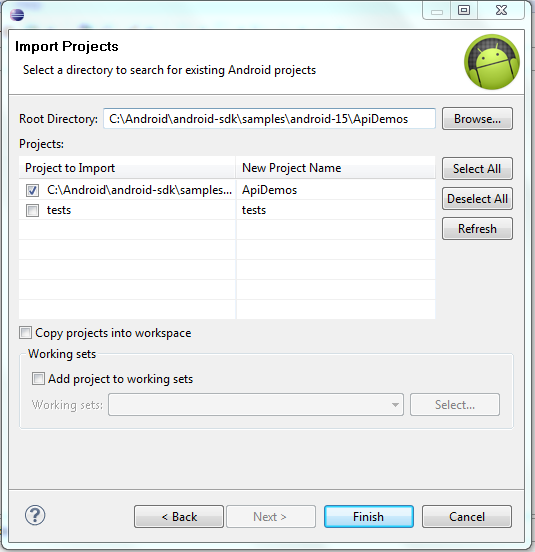 Import Projects
Select a directory to search for existing Android projects
Root Directory: C:\Android\android-sdk\samples\android-15\ApiDemos Browse...
Projects:
Project to Import New Project Name
C:\Android\android-sdk\samples... ApiDemos
tests tests
Select All
Deselect All
Refresh
Copy projects into workspace
Working sets
Add project to working sets
Working sets: Select...
? < Back Next > Finish Cancel